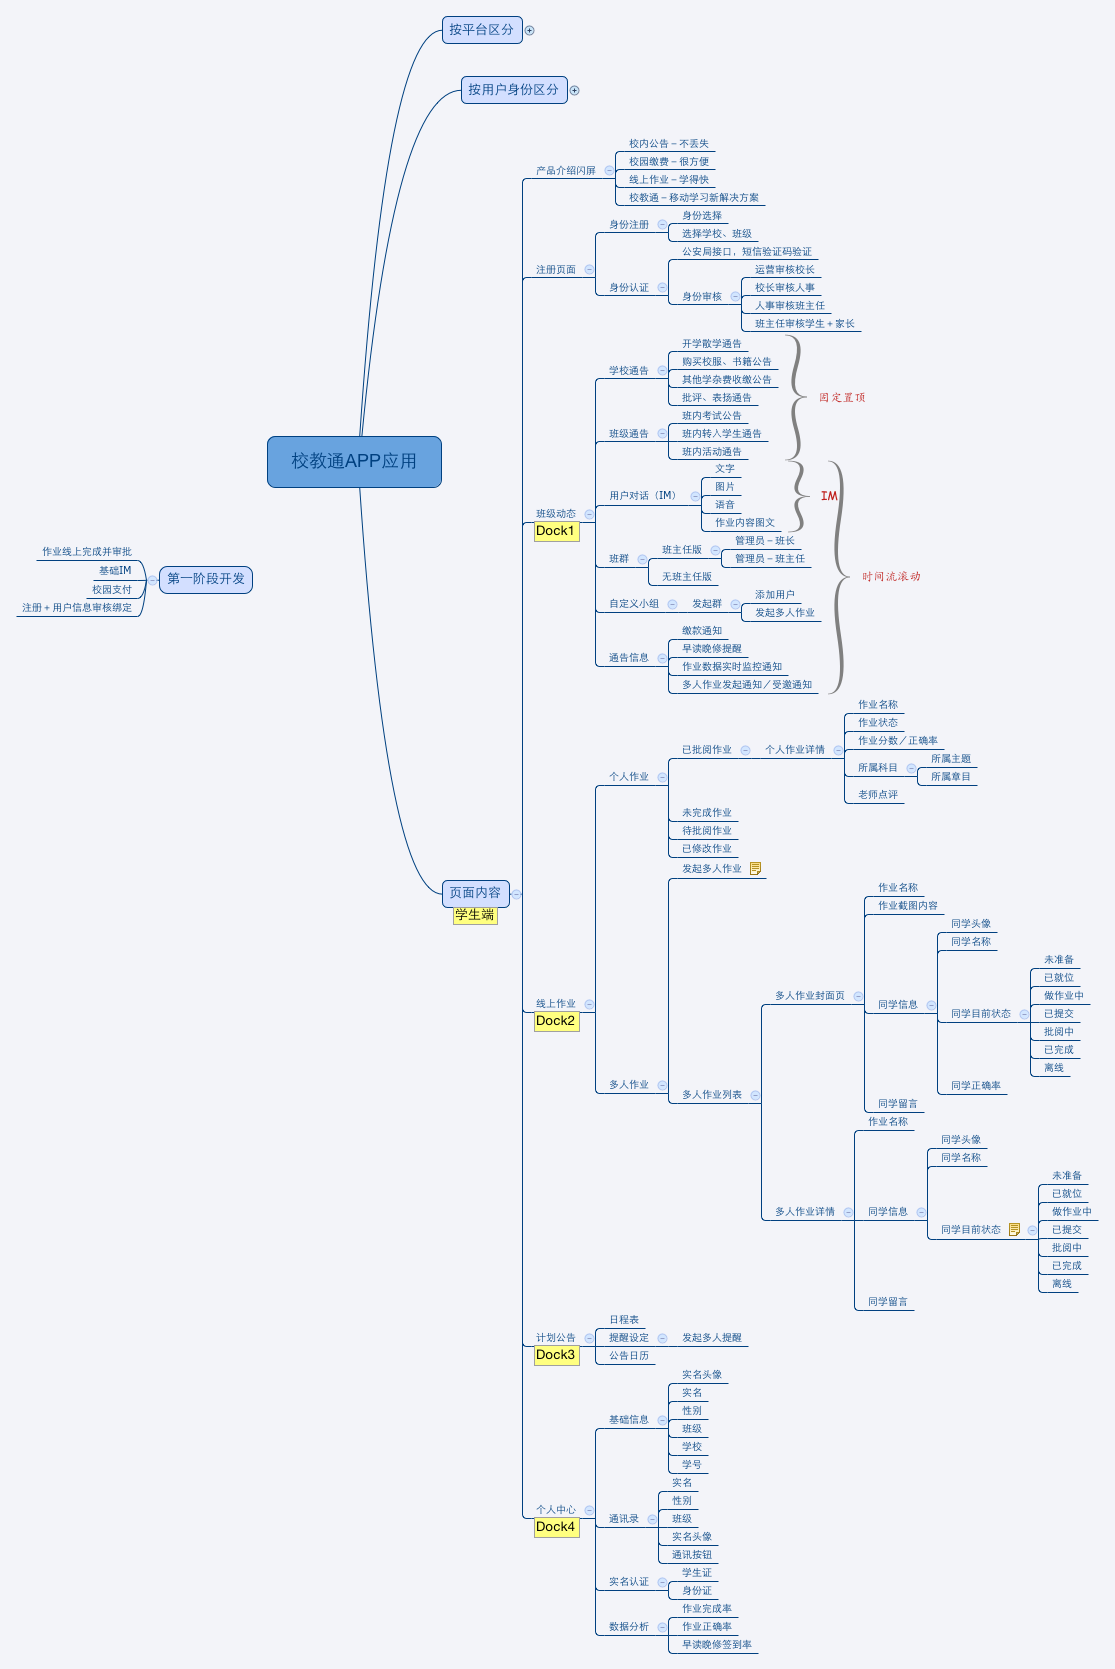 按平台区分
按用户身份区分
校教通APP应用
第一阶段开发
作业线上完成并审批
基础IM
校园支付
注册+用户信息审核绑定
页面内容
学生端
产品介绍闪屏
校内公告-不丢失
校园缴费-很方便
线上作业-学得快
校教通-移动学习新解决方案
注册页面
身份注册
身份选择
选择学校、班级
身份认证
公安局接口，短信验证码验证
身份审核
运营审核校长
校长审核人事
人事审核班主任
班主任审核学生+家长
班级动态
Dock1
学校通告
开学散学通告
购买校服、书籍公告
其他学杂费收缴公告
批评、表扬通告
班级通告
班内考试公告
班内转入学生通告
班内活动通告
固定置顶
用户对话（IM）
文字
图片
语音
作业内容图文
IM
班群
班主任版
管理员-班长
管理员-班主任
无班主任版
自定义小组
发起群
添加用户
发起多人作业
通告信息
缴款通知
早读晚修提醒
作业数据实时监控通知
多人作业发起通知／受邀通知
时间流滚动
线上作业
Dock2
个人作业
已批阅作业
个人作业详情
作业名称
作业状态
作业分数／正确率
所属科目
所属主题
所属章目
老师点评
未完成作业
待批阅作业
已修改作业
多人作业
发起多人作业
多人作业列表
多人作业封面页
作业名称
作业截图内容
同学信息
同学头像
同学名称
同学目前状态
未准备
已就位
做作业中
已提交
批阅中
已完成
离线
同学正确率
同学留言
多人作业详情
作业名称
同学信息
同学头像
同学名称
同学目前状态
未准备
已就位
做作业中
已提交
批阅中
已完成
离线
同学留言
计划公告
Dock3
日程表
提醒设定
发起多人提醒
公告日历
个人中心
Dock4
基础信息
实名头像
实名
性别
班级
学校
学号
通讯录
实名
性别
班级
实名头像
通讯按钮
实名认证
学生证
身份证
数据分析
作业完成率
作业正确率
早读晚修签到率